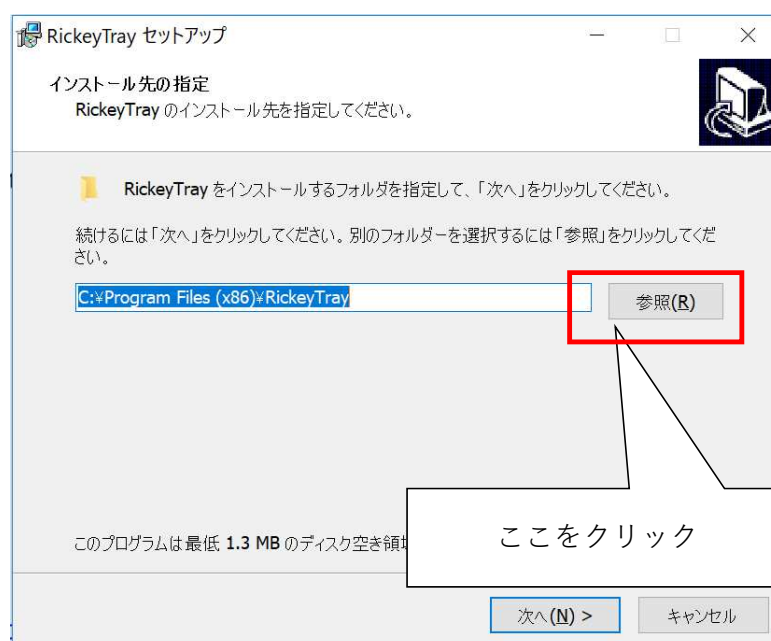 RickeyTray セットアップ
インストール先の指定
RickeyTray のインストール先を指定してください。
RickeyTray をインストールするフォルダを指定して、「次へ」をクリックしてください。
続けるには「次へ」をクリックしてください。別のフォルダーを選択するには「参照」をクリックしてくだ
さい。
C:¥Program Files (x86)¥RickeyTray
参照(R)
ここをクリック
このプログラムは最低 1.3 MB のディスク空き領
次へ(N) >
キャンセル